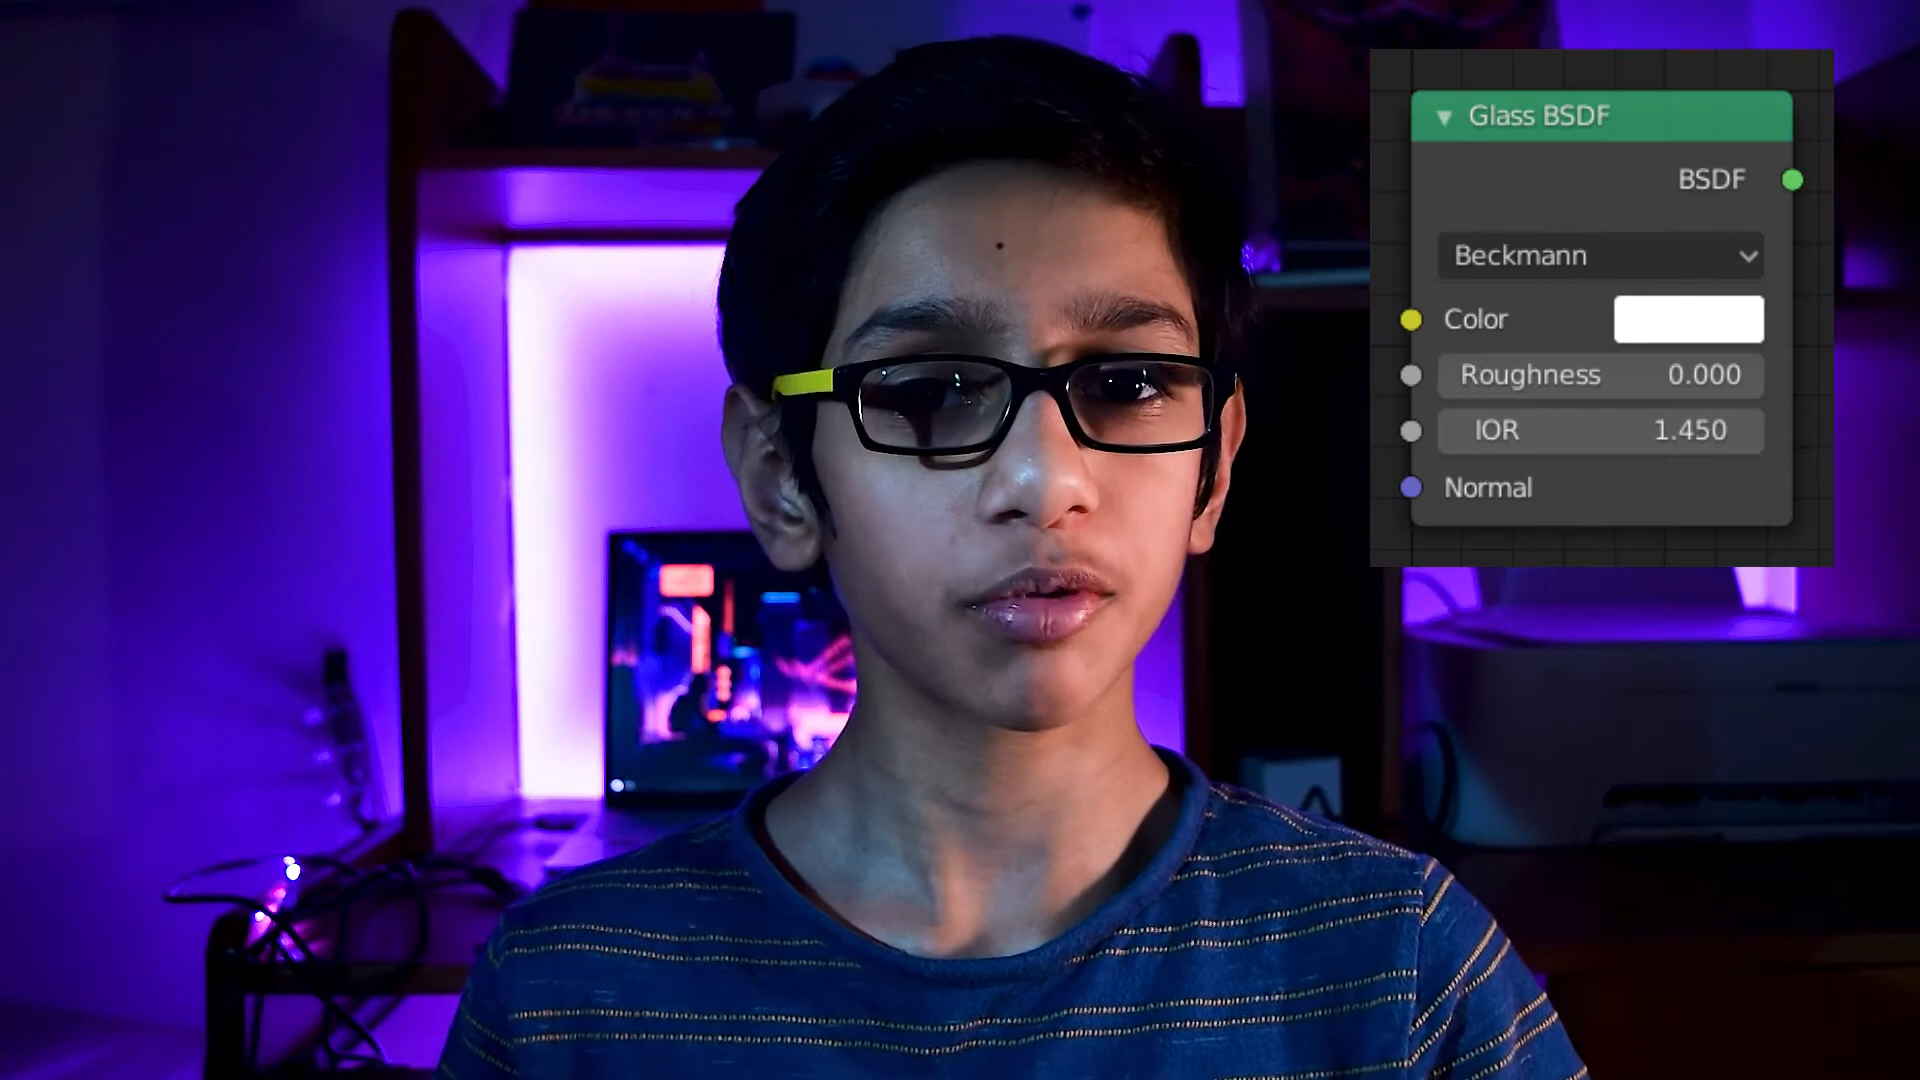 Glass BSDF
BSDF
Beckmann
Color
Roughness 0.000
IOR 1.450
Normal